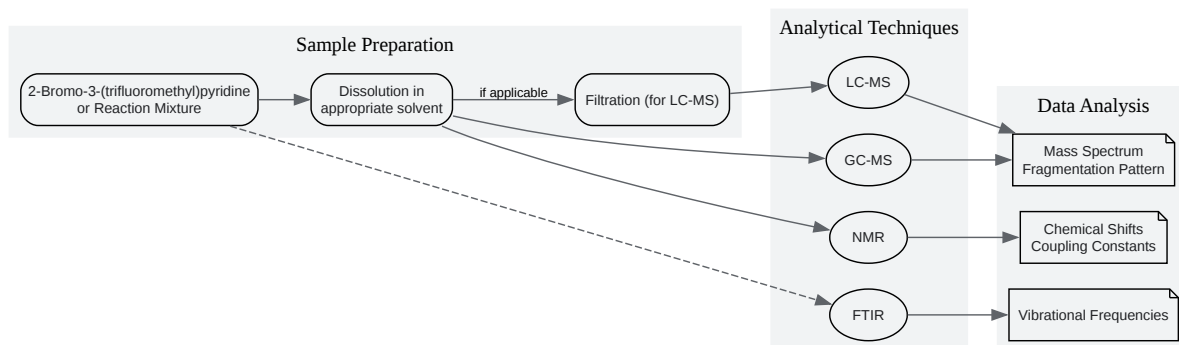 Sample Preparation
2-Bromo-3-(trifluoromethyl)pyridine
or Reaction Mixture
Dissolution in
appropriate solvent
if applicable
Filtration (for LC-MS)
Analytical Techniques
LC-MS
GC-MS
NMR
FTIR
Data Analysis
Mass Spectrum
Fragmentation Pattern
Chemical Shifts
Coupling Constants
Vibrational Frequencies